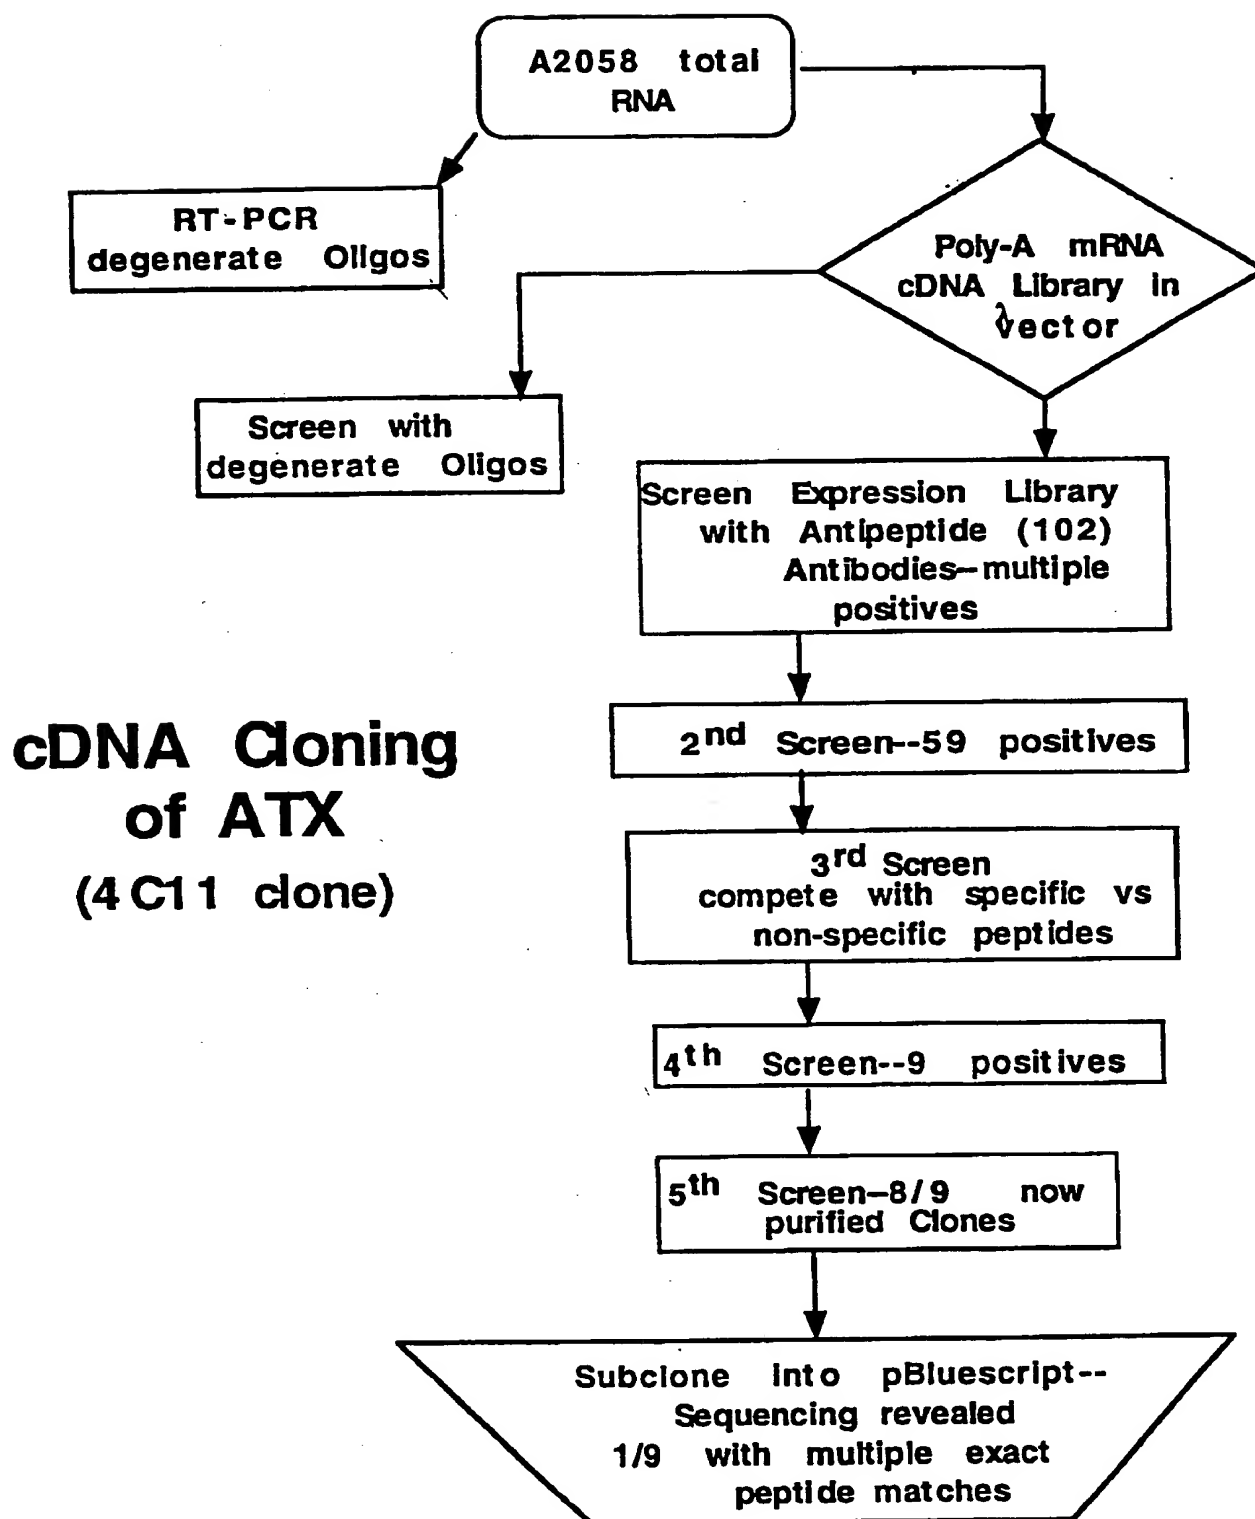 A2058 total
RNA
RT-PCR
degenerate Oligos
Poly-A mRNA
cDNA Library in
λ vector
Screen with
degenerate Oligos
Screen Expression Library
with Antipeptide (102)
Antibodies--multiple
positives
2nd Screen--59 positives
cDNA Cloning
of ATX
(4C11 clone)
3rd Screen
compete with specific vs
non-specific peptides
4th Screen--9 positives
5th Screen--8/9 now
purified Clones
Subclone into pBluescript--
Sequencing revealed
1/9 with multiple exact
peptide matches